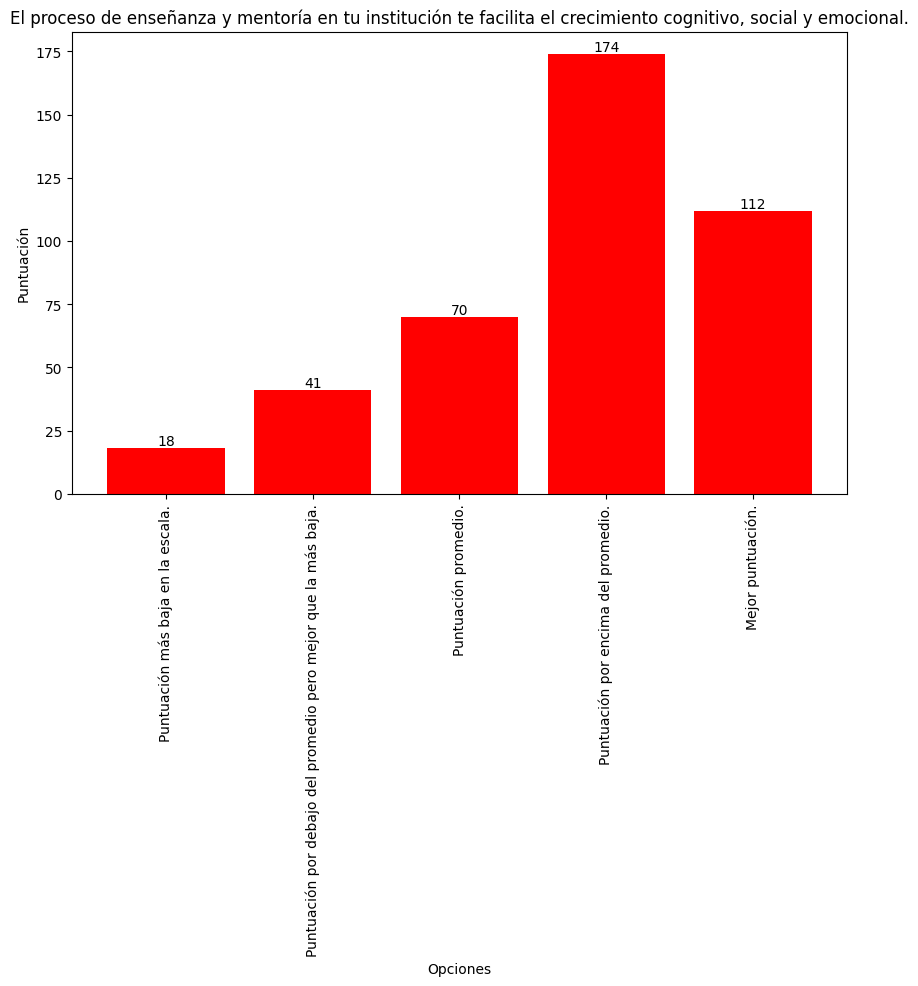 El proceso de enseñanza y mentoría en tu institución te facilita el crecimiento cognitivo, social y emocional.
Puntuación
175
150
125
100
75
50
25
0
18
41
70
174
112
Puntuación más baja en la escala.
Puntuación por debajo del promedio pero mejor que la más baja.
Puntuación promedio.
Puntuación por encima del promedio.
Mejor puntuación.
Opciones